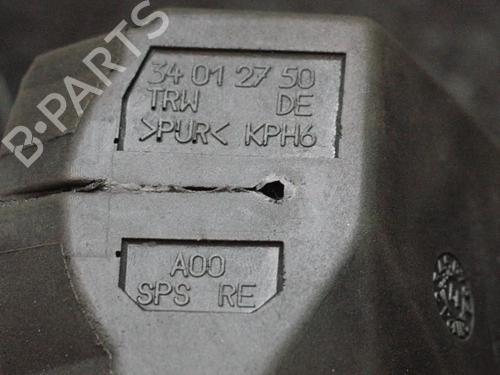 B-PARTS
34 01 27 50
TRW DE
>PUR< KPH6
A00
SPS RE